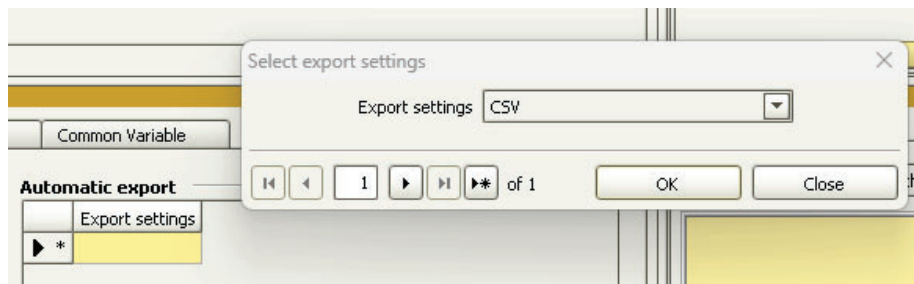 Select export settings
Export settings CSV
Common Variable
1 of 1 OK Close
Automatic export
Export settings
*